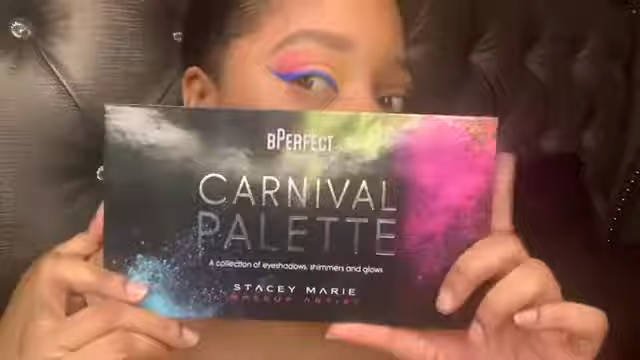 BPERFECT
CARNIVAL
PALETTE
A collection of eyeshadows, shimmers and glows
STACEY MARIE
MAKEUP ARTIST